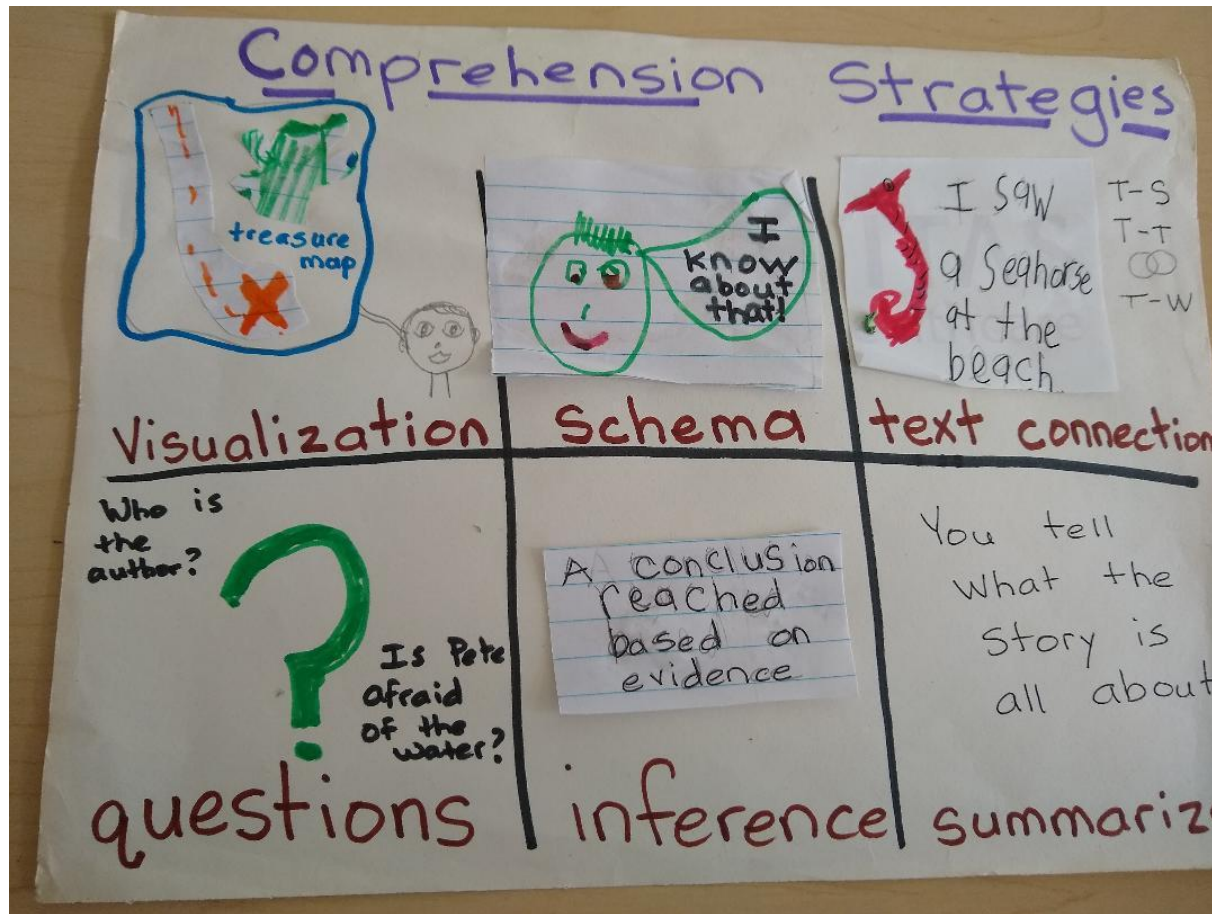 Comprehension Strategies
treasure
map
Visualization
I
know
about
that!
Schema
I saw
a Seahorse
at the
beach
T-S
T-T
T-W
text connection
Who is
the
author?
Is Pete
afraid
of the
water?
questions
A conclusion
reached
based on
evidence
inference
You tell
what the
story is
all about
summariz